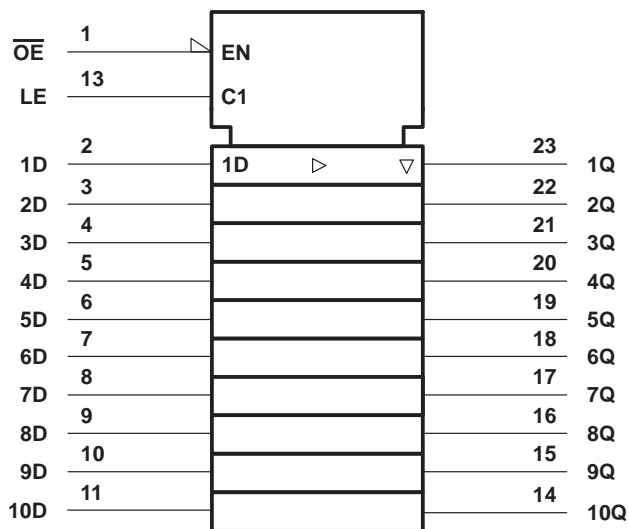 1
O̅E̅ EN
13
LE C1
2 23
1D 1D 1Q
3 22
2D 2Q
4 21
3D 3Q
5 20
4D 4Q
6 19
5D 5Q
7 18
6D 6Q
8 17
7D 7Q
9 16
8D 8Q
10 15
9D 9Q
11 14
10D 10Q